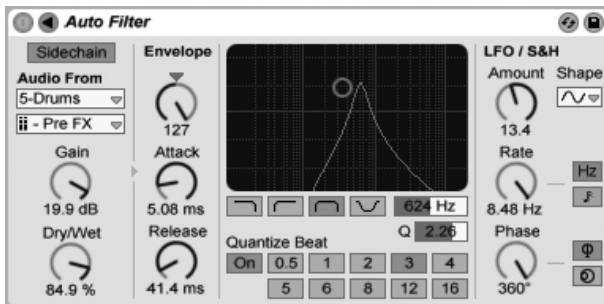 Auto Filter
Sidechain
Audio From
5-Drums
- Pre FX
Gain
19.9 dB
Dry/Wet
84.9 %
Envelope
127
Attack
5.08 ms
Release
41.4 ms
624 Hz
Q 2.26
Quantize Beat
On 0.5 1 2 3 4
5 6 8 12 16
LFO / S&H
Amount Shape
13.4
Rate
Hz
8.48 Hz
Phase
360°